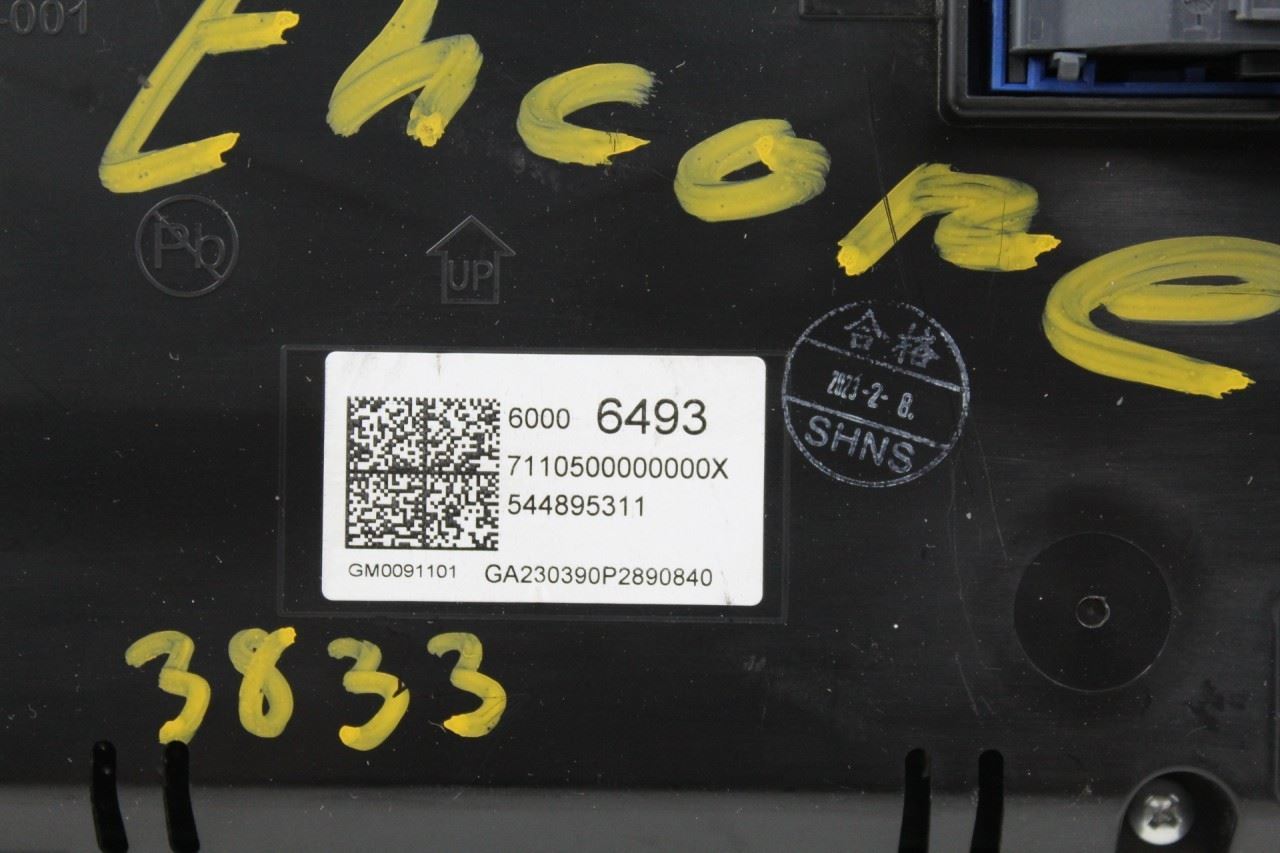 -001
Encore
Pb
UP
合格
2023-2-8.
SHNS
6000 6493
7110500000000X
544895311
GM0091101 GA230390P2890840
3833